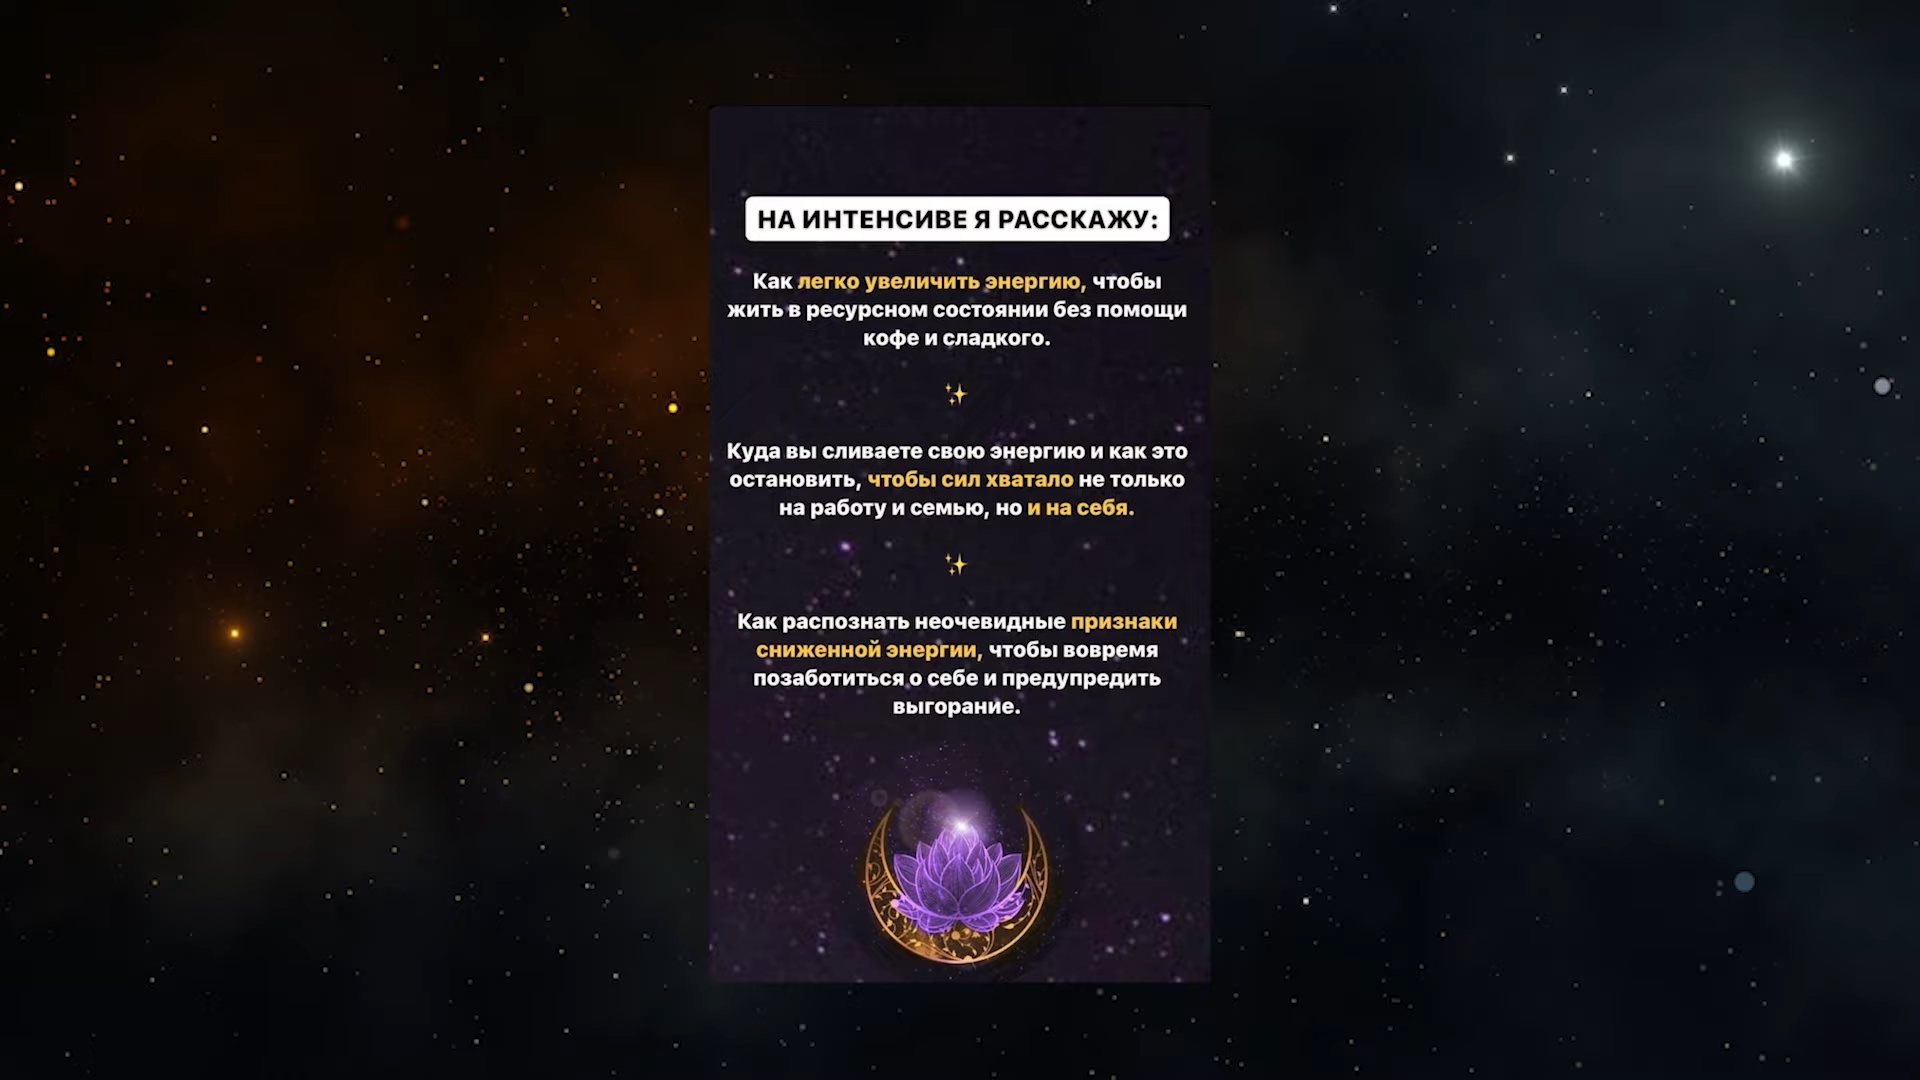 НА ИНТЕНСИВЕ Я РАССКАЖУ:
Как легко увеличить энергию, чтобы
жить в ресурсном состоянии без помощи
кофе и сладкого.
Куда вы сливаете свою энергию и как это
остановить, чтобы сил хватало не только
на работу и семью, но и на себя.
Как распознать неочевидные признаки
сниженной энергии, чтобы вовремя
позаботиться о себе и предупредить
выгорание.